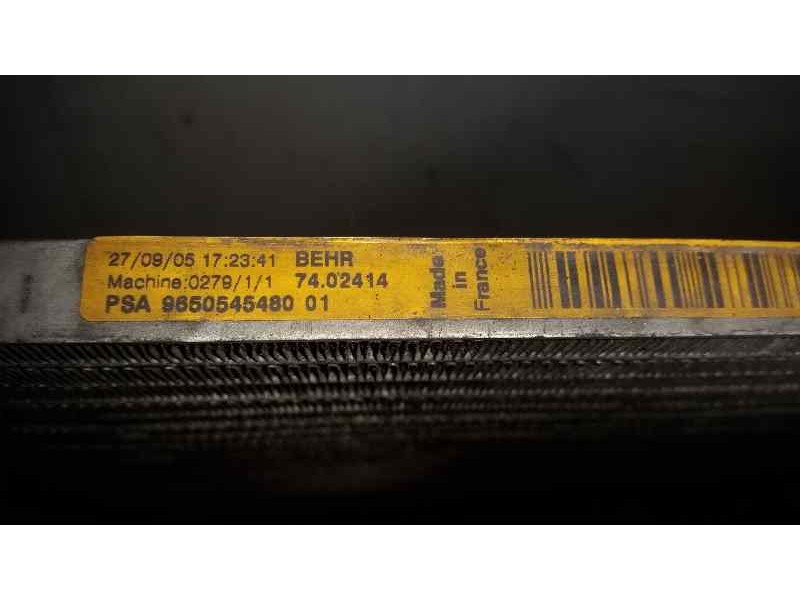 27/09/05 17:23:41 BEHR
Machine:0279/1/1 74.02414
PSA 9650545480 01
Made
in
France